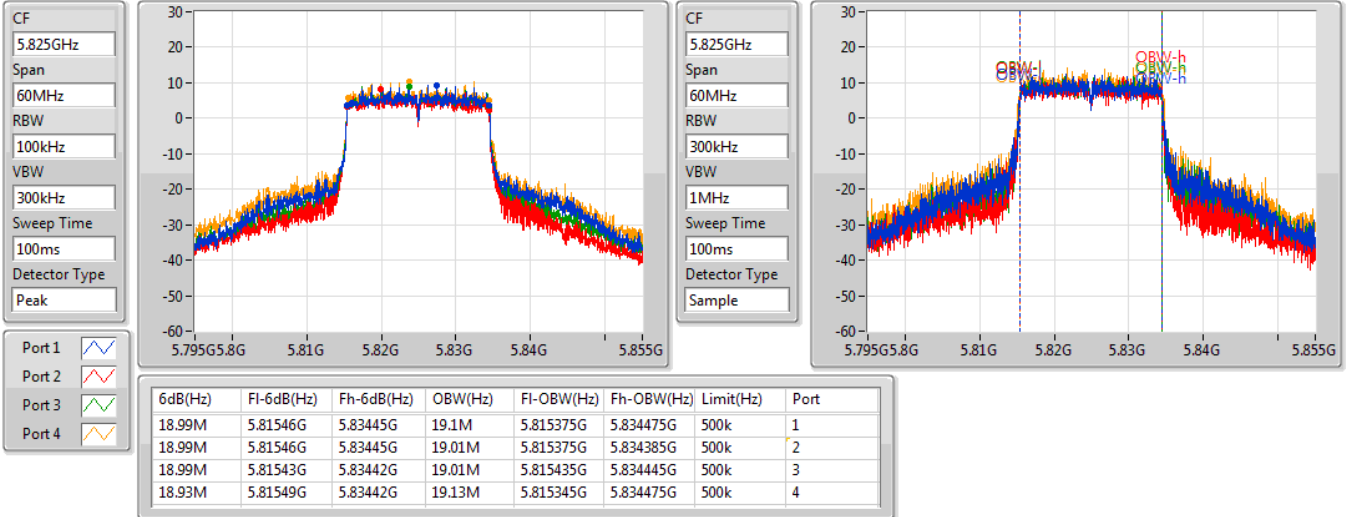 CF
5.825GHz
Span
60MHz
RBW
100kHz
VBW
300kHz
Sweep Time
100ms
Detector Type
Peak
30
20
10
0
-10
-20
-30
-40
-50
-60
5.795G 5.8G 5.81G 5.82G 5.83G 5.84G 5.855G
CF
5.825GHz
Span
60MHz
RBW
300kHz
VBW
1MHz
Sweep Time
100ms
Detector Type
Sample
30
20
10
0
-10
-20
-30
-40
-50
-60
OBW-h
OBW-h
OBW-h
5.795G 5.8G 5.81G 5.82G 5.83G 5.84G 5.855G
Port 1
Port 2
Port 3
Port 4
6dB(Hz) Fl-6dB(Hz) Fh-6dB(Hz) OBW(Hz) Fl-OBW(Hz) Fh-OBW(Hz) Limit(Hz) Port
18.99M 5.81546G 5.83445G 19.1M 5.815375G 5.834475G 500k 1
18.99M 5.81546G 5.83445G 19.01M 5.815375G 5.834385G 500k 2
18.99M 5.81543G 5.83442G 19.01M 5.815435G 5.834445G 500k 3
18.93M 5.81549G 5.83442G 19.13M 5.815345G 5.834475G 500k 4